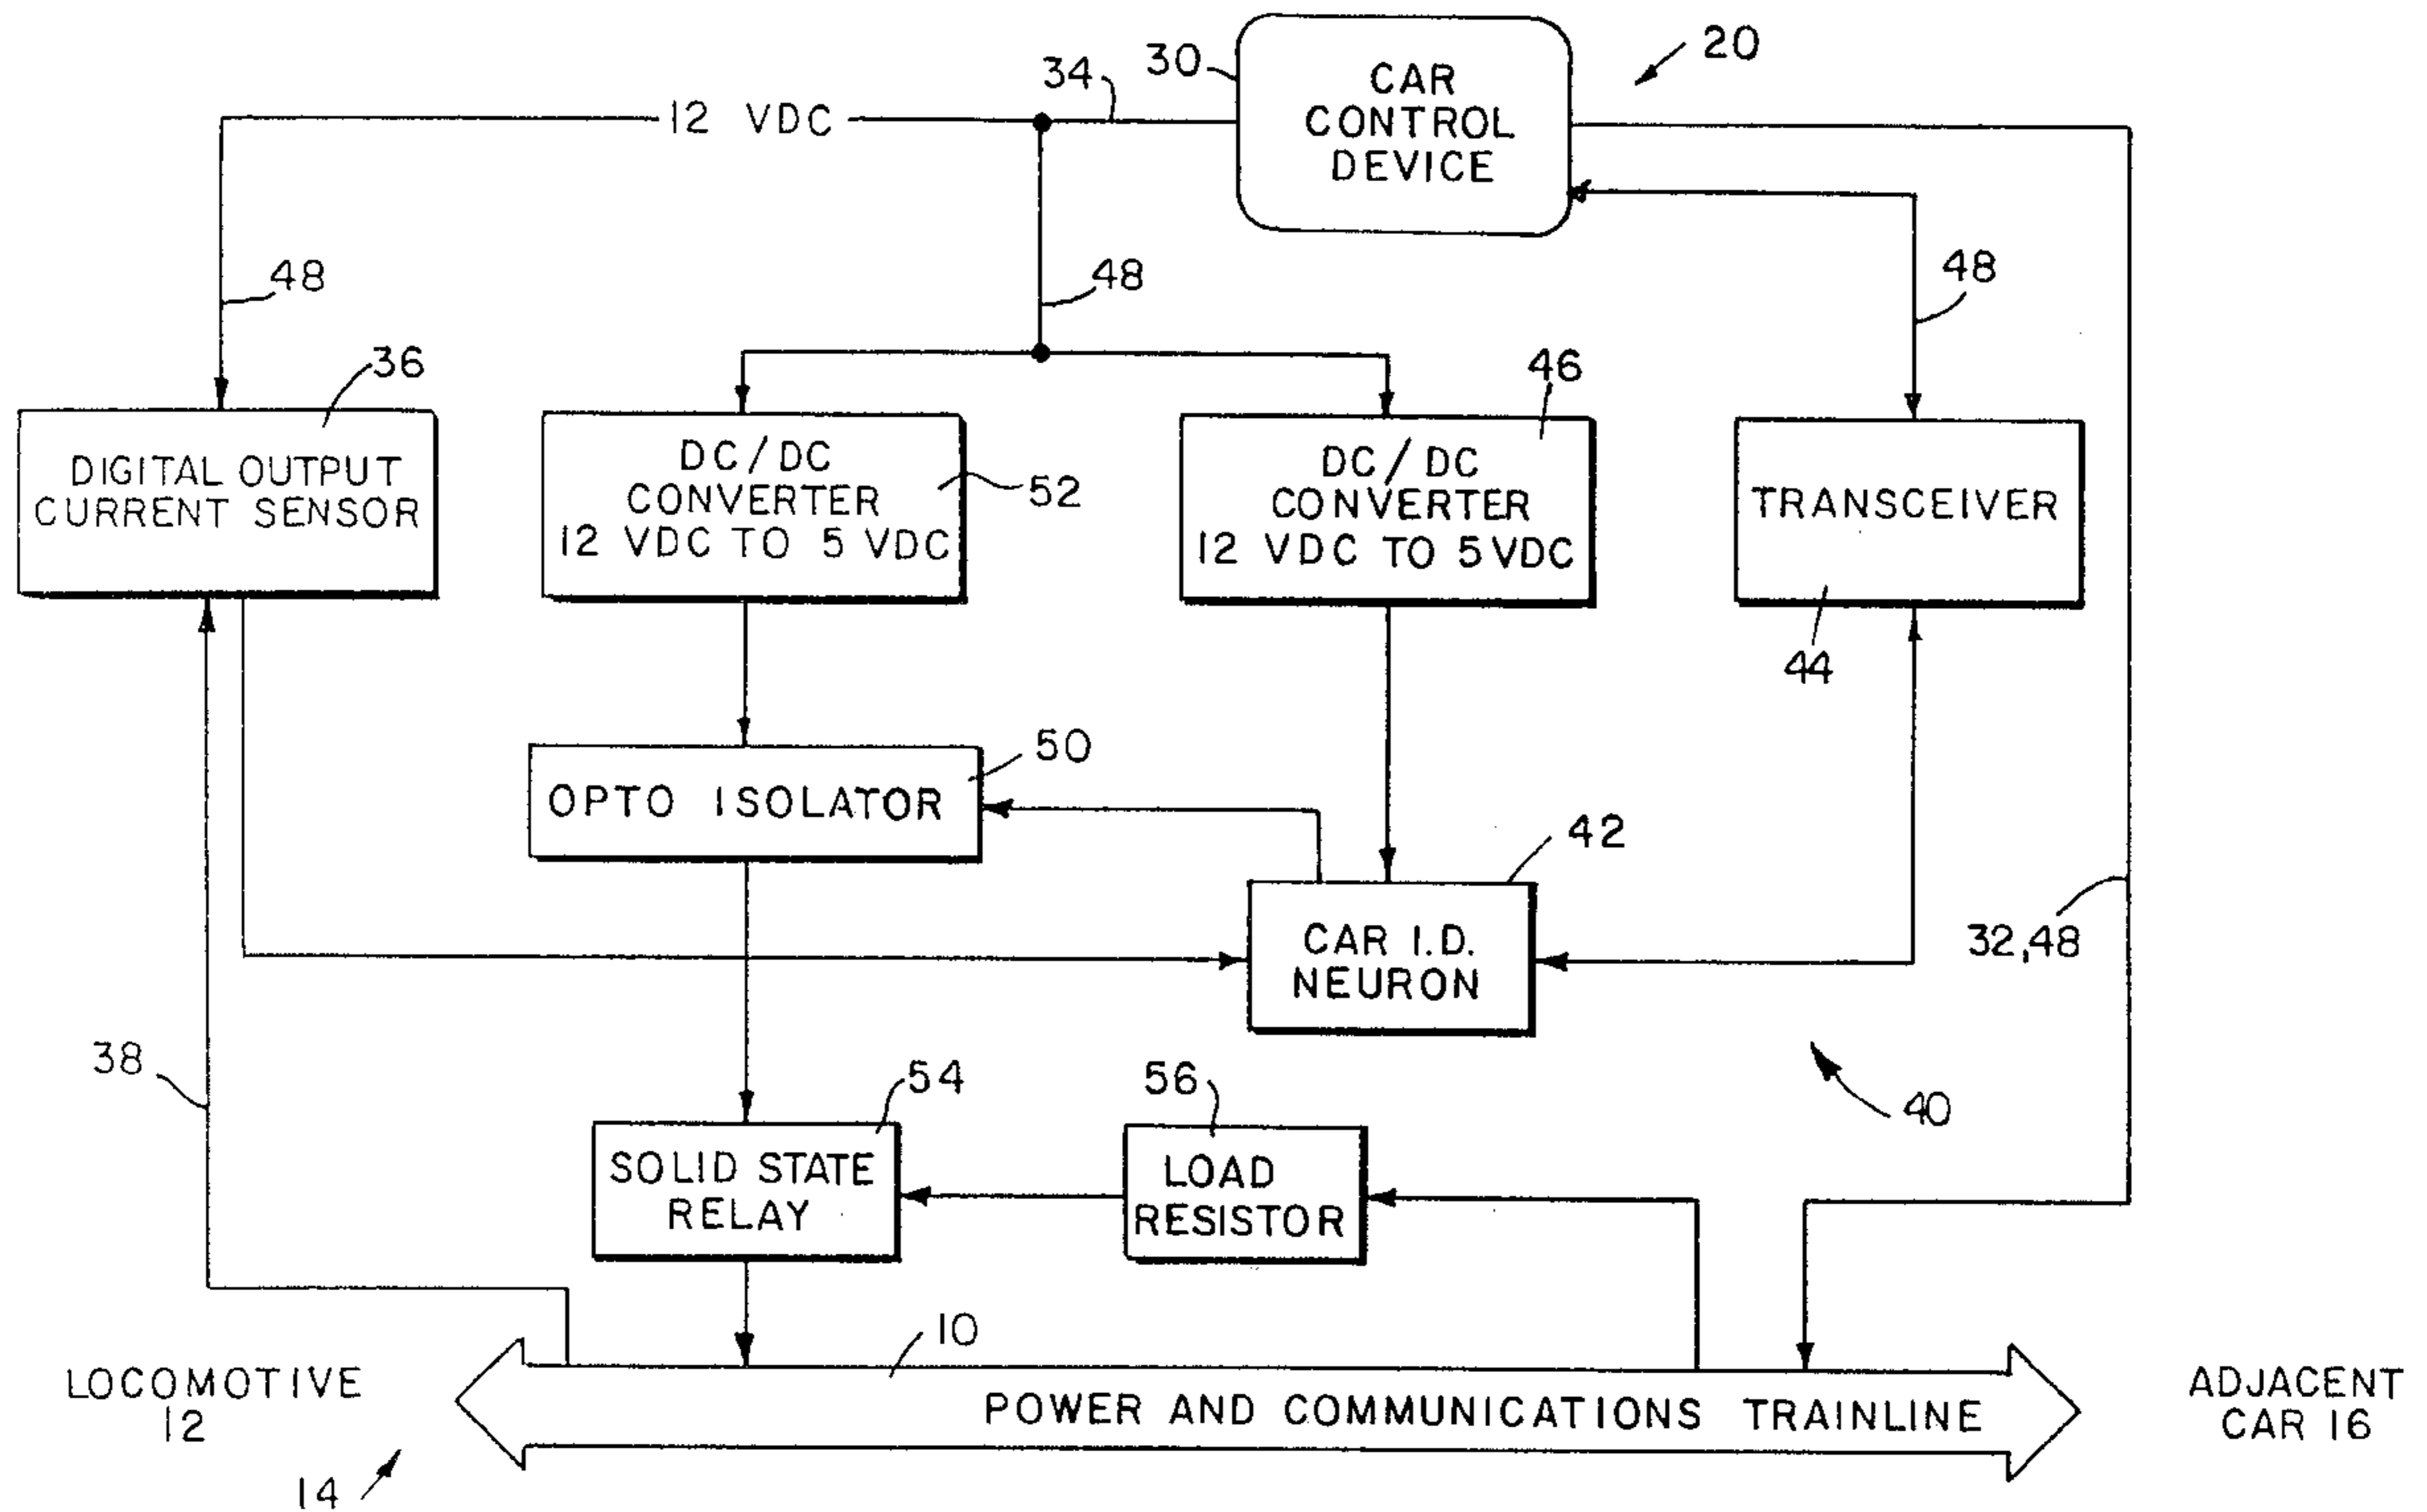 20
30
34
CAR
CONTROL
DEVICE
12 VDC
48
48
48
36
46
DIGITAL OUTPUT
CURRENT SENSOR
DC/DC
CONVERTER
12 VDC TO 5 VDC
52
DC/DC
CONVERTER
12 VDC TO 5 VDC
TRANSCEIVER
44
50
OPTO ISOLATOR
42
CAR I.D.
NEURON
32,48
38
54
56
40
SOLID STATE
RELAY
LOAD
RESISTOR
10
LOCOMOTIVE
12
POWER AND COMMUNICATIONS TRAINLINE
ADJACENT
CAR 16
14